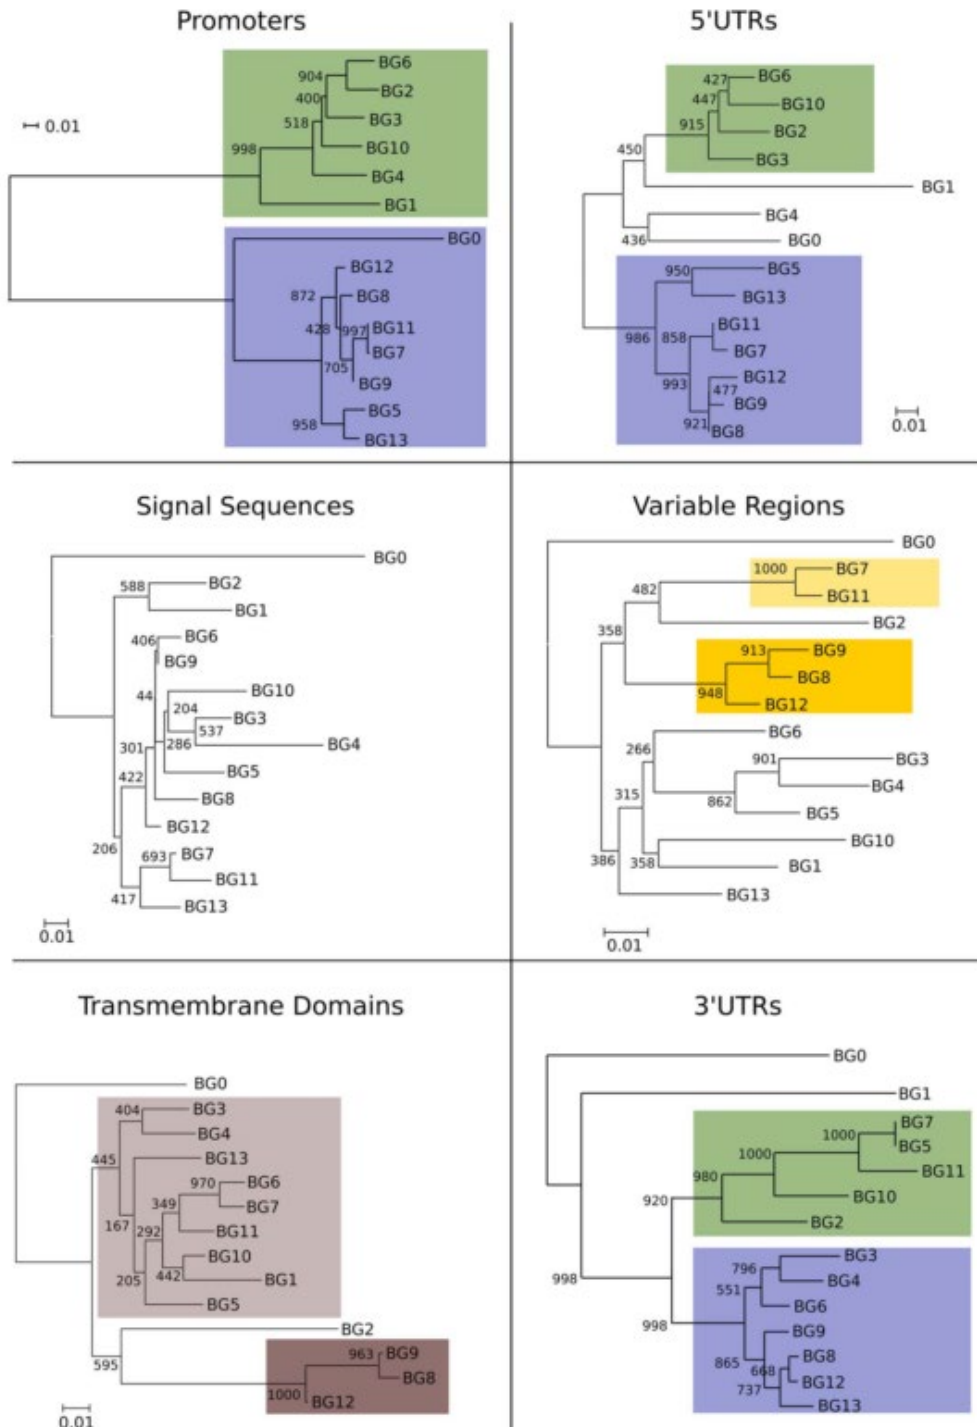 Promoters
0.01
BG6
904
BG2
400
BG3
518
BG10
998
BG4
BG1
BG0
BG12
872
BG8
428
997
BG11
BG7
705
BG9
BG5
958
BG13
5'UTRs
427
BG6
447
BG10
915
BG2
450
BG3
BG1
BG4
436
BG0
950
BG5
BG13
986
858
BG11
BG7
993
BG12
477
BG9
921
BG8
0.01
Signal Sequences
BG0
588
BG2
BG1
406
BG6
BG9
44
BG10
204
BG3
537
301
286
BG4
422
BG5
BG8
BG12
206
693
BG7
BG11
417
BG13
0.01
Variable Regions
BG0
1000
BG7
482
BG11
BG2
358
913
BG9
BG8
948
BG12
266
BG6
901
BG3
BG4
315
862
BG5
BG10
386
358
BG1
BG13
0.01
Transmembrane Domains
BG0
404
BG3
BG4
445
BG13
970
BG6
349
BG7
167
292
BG11
BG10
205
442
BG1
BG5
BG2
595
963
BG9
BG8
1000
BG12
0.01
3'UTRs
BG0
BG1
BG7
1000
BG5
1000
BG11
980
920
BG10
BG2
998
796
BG3
BG4
551
BG6
998
BG9
865
668
BG8
BG12
737
BG13